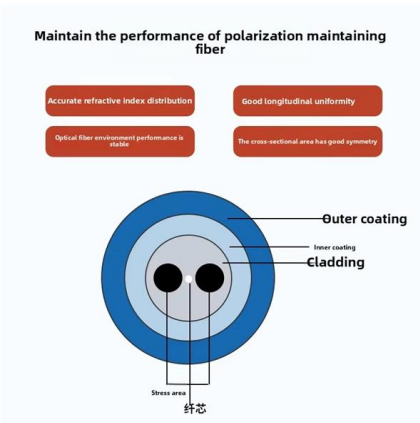 Maintain the performance of polarization maintaining
fiber
Accurate refractive index distribution
Good longitudinal uniformity
Optical fiber environment performance is
stable
The cross-sectional area has good symmetry
Outer coating
Inner coating
Cladding
Stress area
纤芯